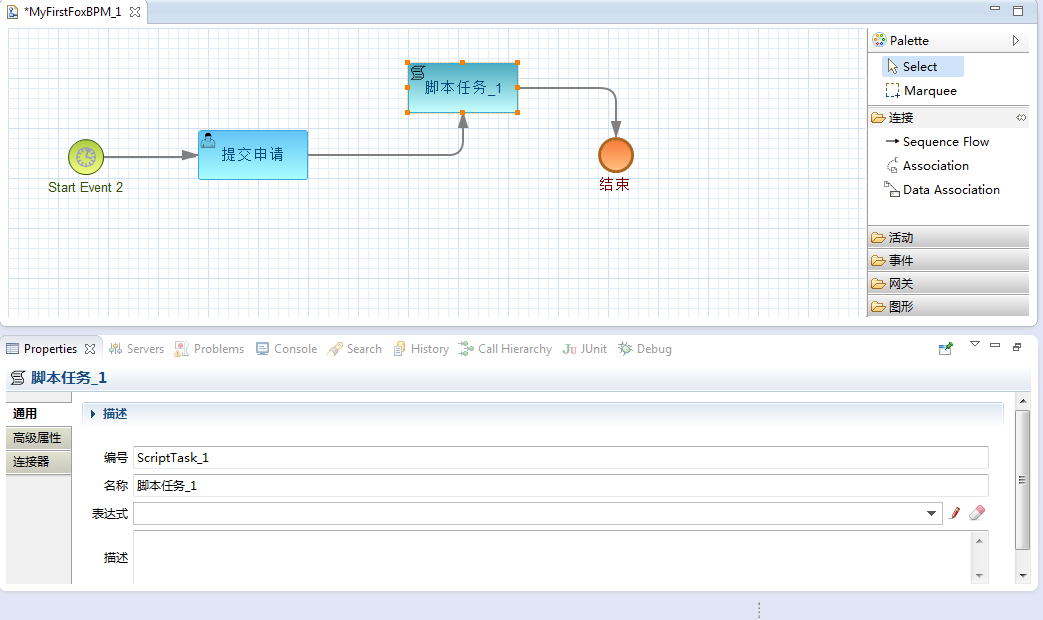 *MyFirstFoxBPM_1
脚本任务_1
提交申请
Start Event 2
结束
Palette
Select
Marquee
连接
Sequence Flow
Association
Data Association
活动
事件
网关
图形
Properties Servers Problems Console Search History Call Hierarchy Ju JUnit Debug
脚本任务_1
通用
高级属性
连接器
描述
编号 ScriptTask_1
名称 脚本任务_1
表达式
描述